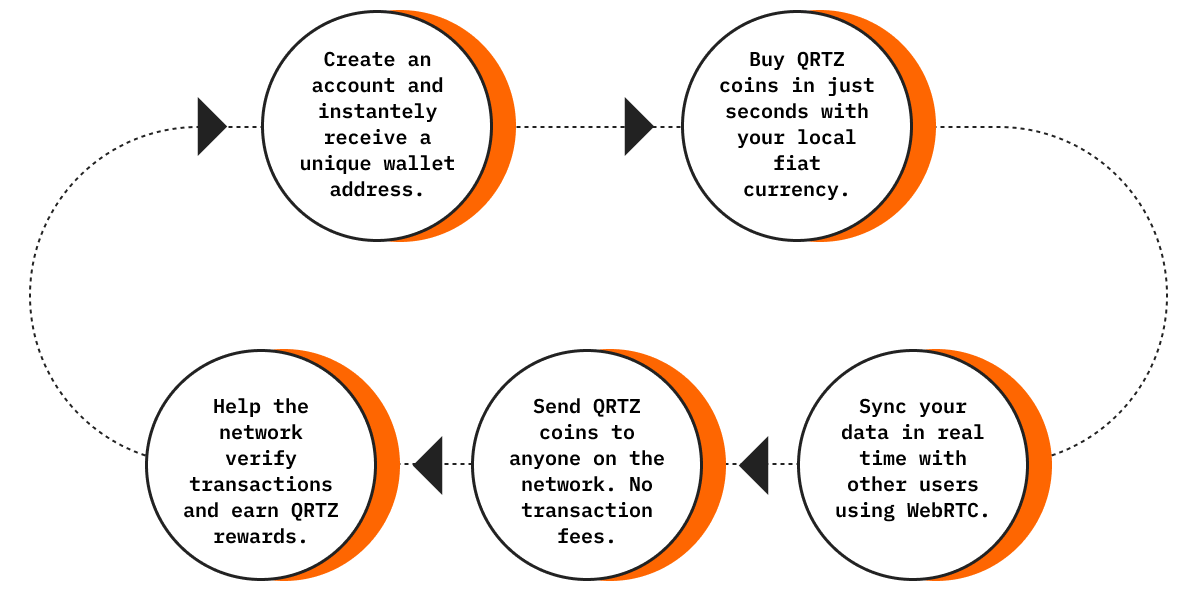 Create an
account and
instantely
receive a
unique wallet
address.
Buy QRTZ
coins in just
seconds with
your local
fiat
currency.
Sync your
data in real
time with
other users
using WebRTC.
Send QRTZ
coins to
anyone on the
network. No
transaction
fees.
Help the
network
verify
transactions
and earn QRTZ
rewards.